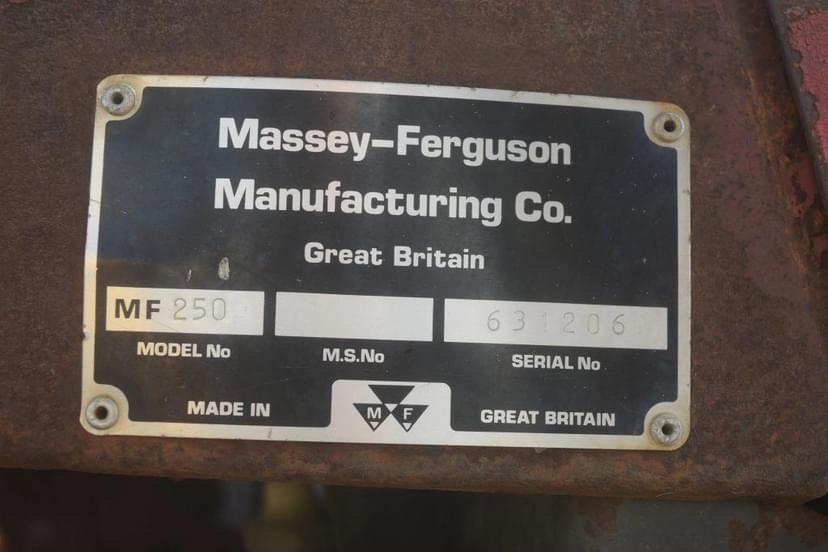 Massey-Ferguson
Manufacturing Co.
Great Britain
MF 250 631206
MODEL No M.S.No SERIAL No
MADE IN M F GREAT BRITAIN